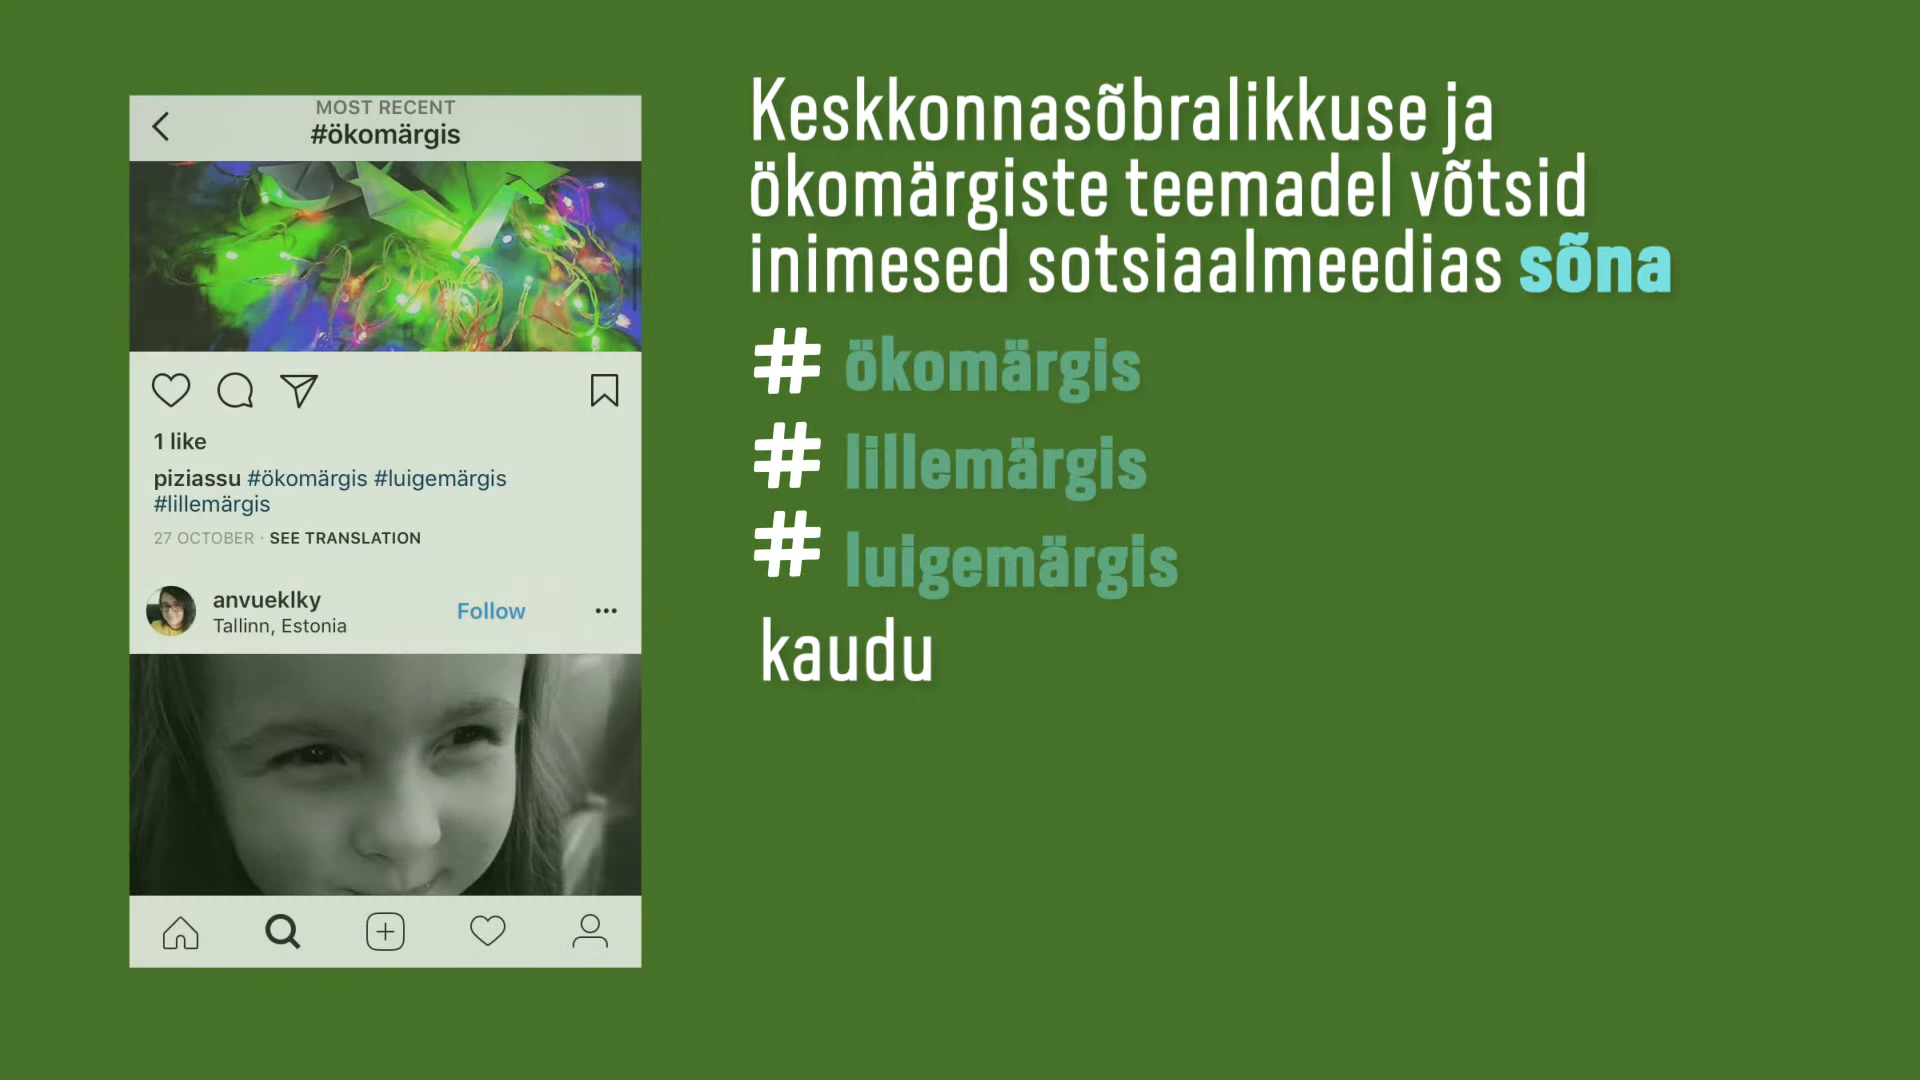 MOST RECENT
#ökomärgis
1 like
piziassu #ökomärgis #luigemärgis
#lillemärgis
27 OCTOBER · SEE TRANSLATION
anvueklky
Tallinn, Estonia
Follow
Keskkonnasõbralikkuse ja
ökomärgiste teemadel võtsid
inimesed sotsiaalmeedias sõna
# ökomärgis
# lillemärgis
# luigemärgis
kaudu